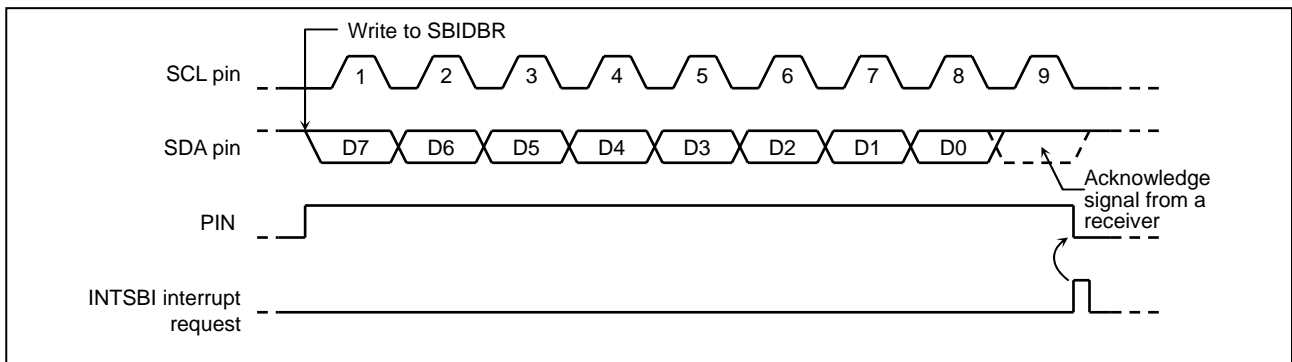 Write to SBIDBR
SCL pin
1 2 3 4 5 6 7 8 9
SDA pin
D7 D6 D5 D4 D3 D2 D1 D0
Acknowledge
signal from a
receiver
PIN
INTSBI interrupt
request